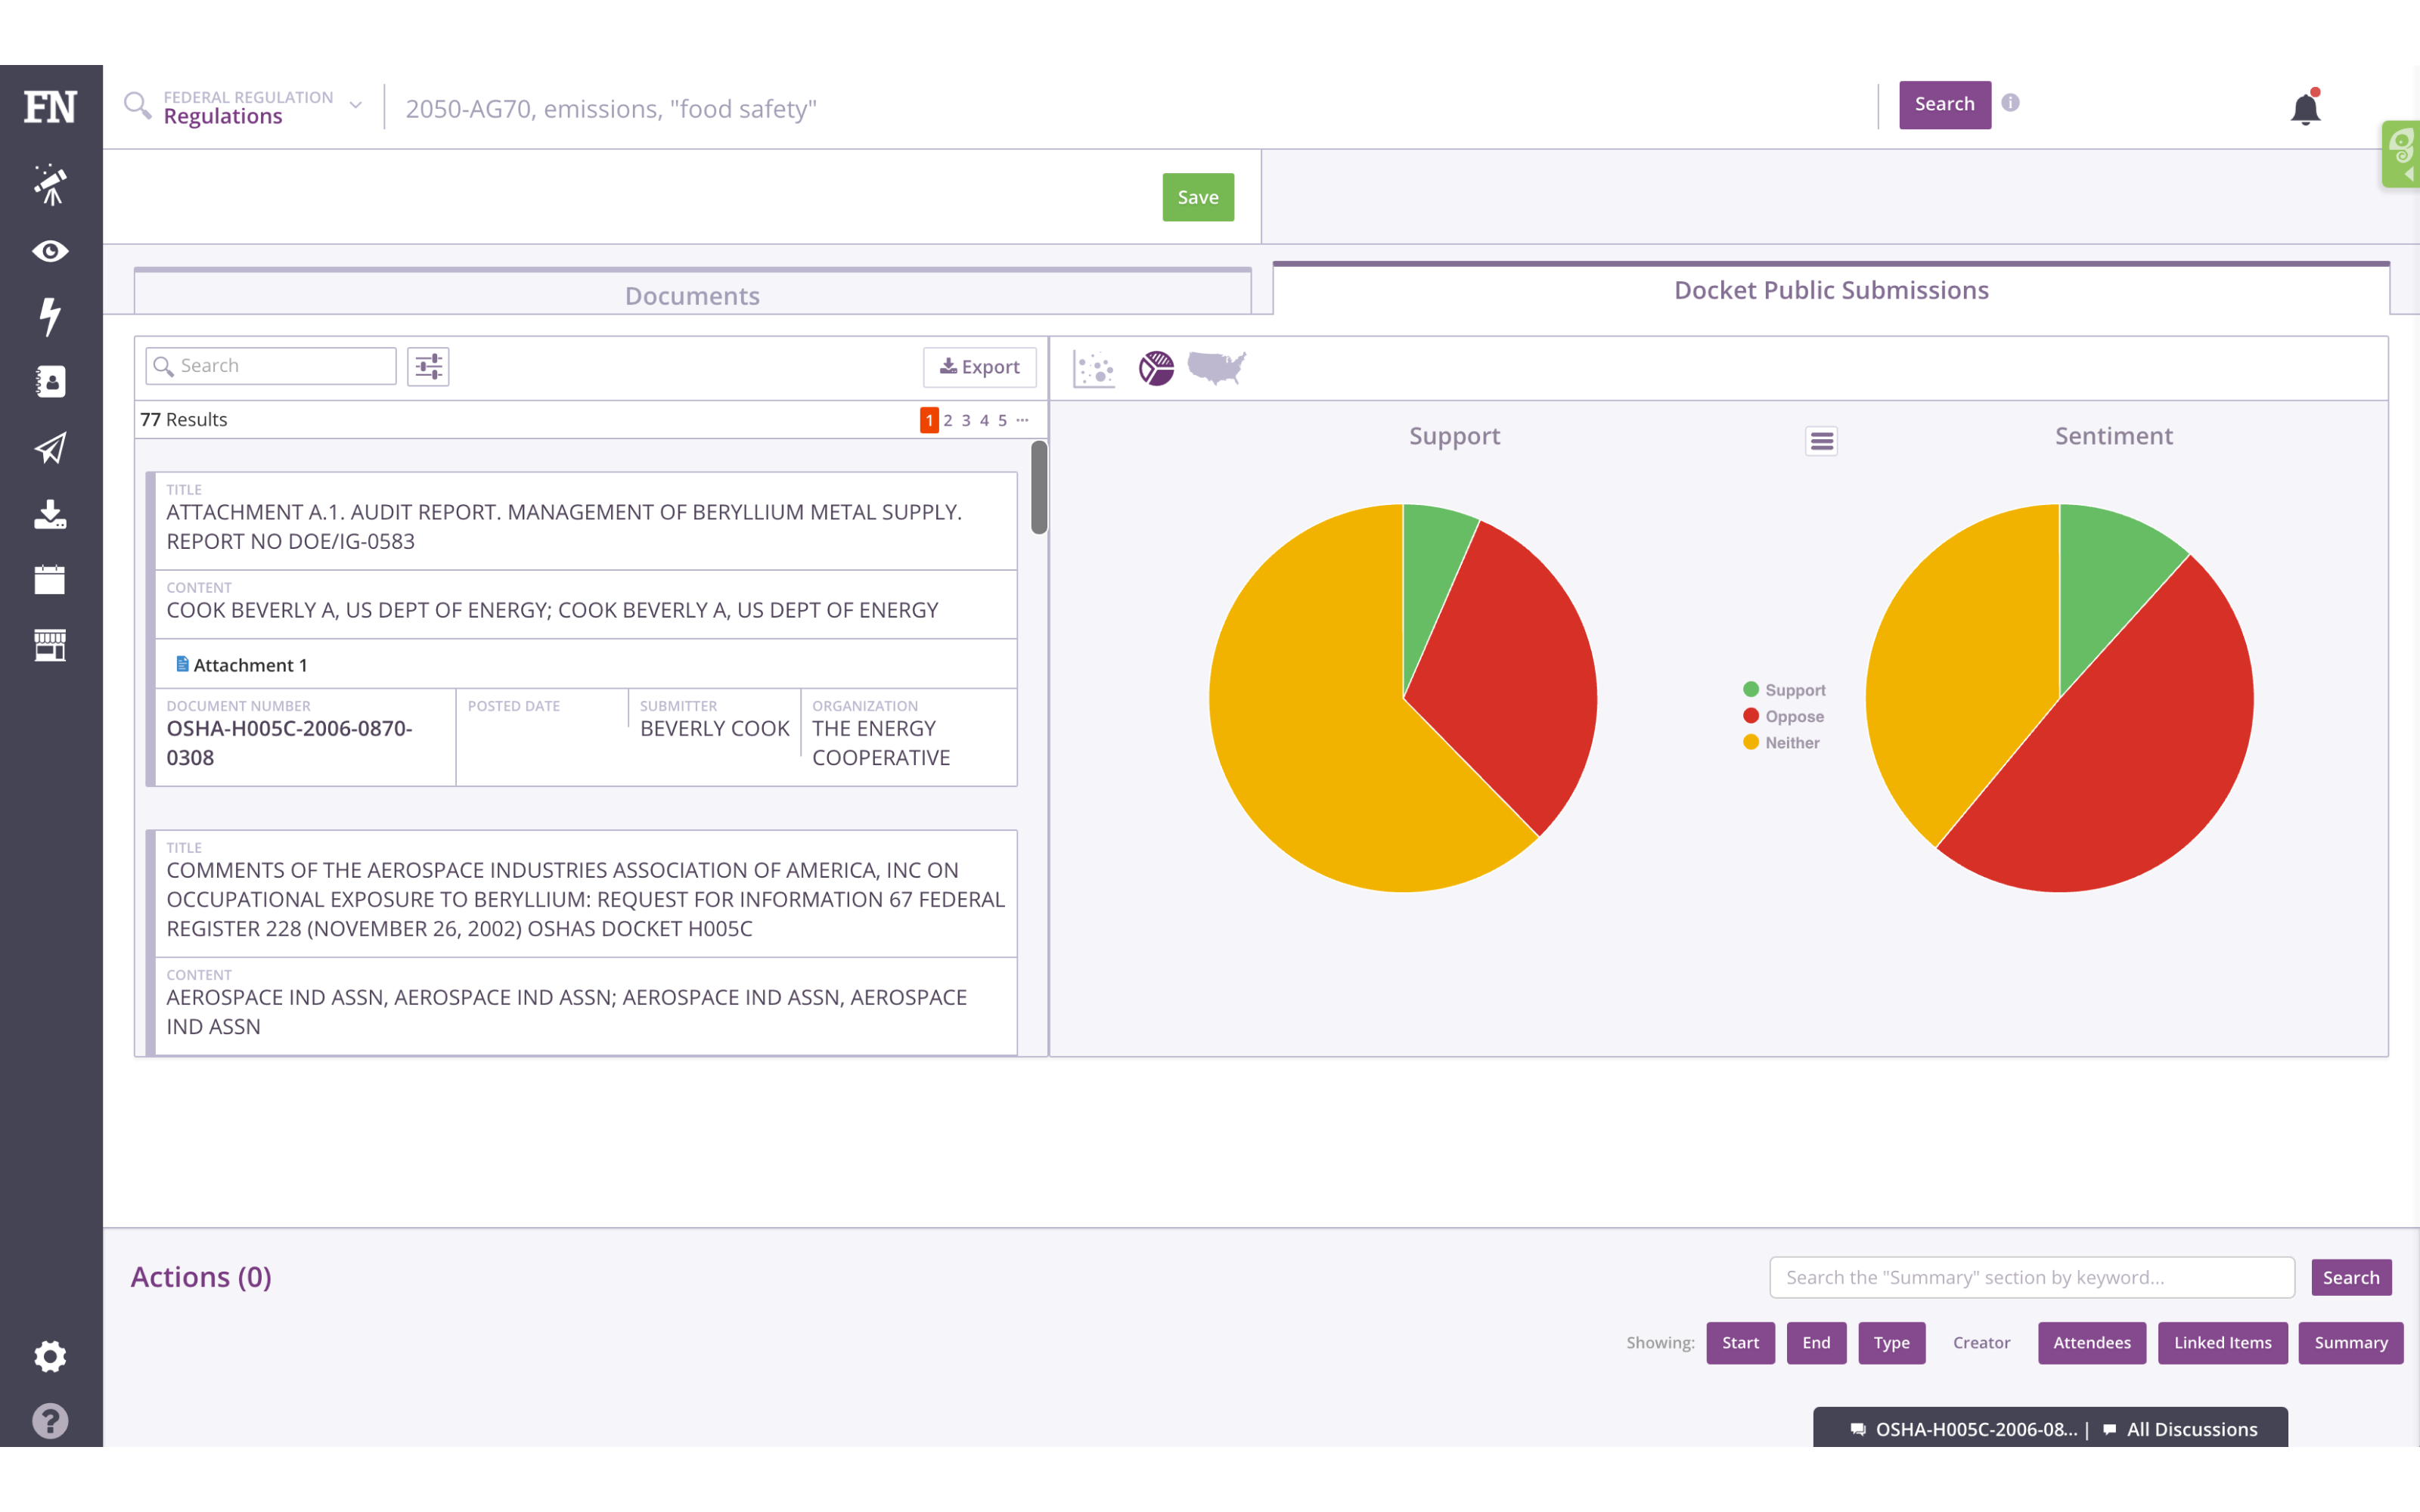 FN
FEDERAL REGULATION
Regulations
2050-AG70, emissions, "food safety"
Search
Save
Documents
Docket Public Submissions
Search
Export
77 Results
1 2 3 4 5 ...
TITLE
ATTACHMENT A.1. AUDIT REPORT. MANAGEMENT OF BERYLLIUM METAL SUPPLY.
REPORT NO DOE/IG-0583
CONTENT
COOK BEVERLY A, US DEPT OF ENERGY; COOK BEVERLY A, US DEPT OF ENERGY
Attachment 1
DOCUMENT NUMBER
OSHA-H005C-2006-0870-
0308
POSTED DATE
SUBMITTER
BEVERLY COOK
ORGANIZATION
THE ENERGY
COOPERATIVE
TITLE
COMMENTS OF THE AEROSPACE INDUSTRIES ASSOCIATION OF AMERICA, INC ON
OCCUPATIONAL EXPOSURE TO BERYLLIUM: REQUEST FOR INFORMATION 67 FEDERAL
REGISTER 228 (NOVEMBER 26, 2002) OSHAS DOCKET H005C
CONTENT
AEROSPACE IND ASSN, AEROSPACE IND ASSN; AEROSPACE IND ASSN, AEROSPACE
IND ASSN
Support
Sentiment
Support
Oppose
Neither
Actions (0)
Search the "Summary" section by keyword...
Search
Showing: Start End Type Creator Attendees Linked Items Summary
OSHA-H005C-2006-08... | All Discussions